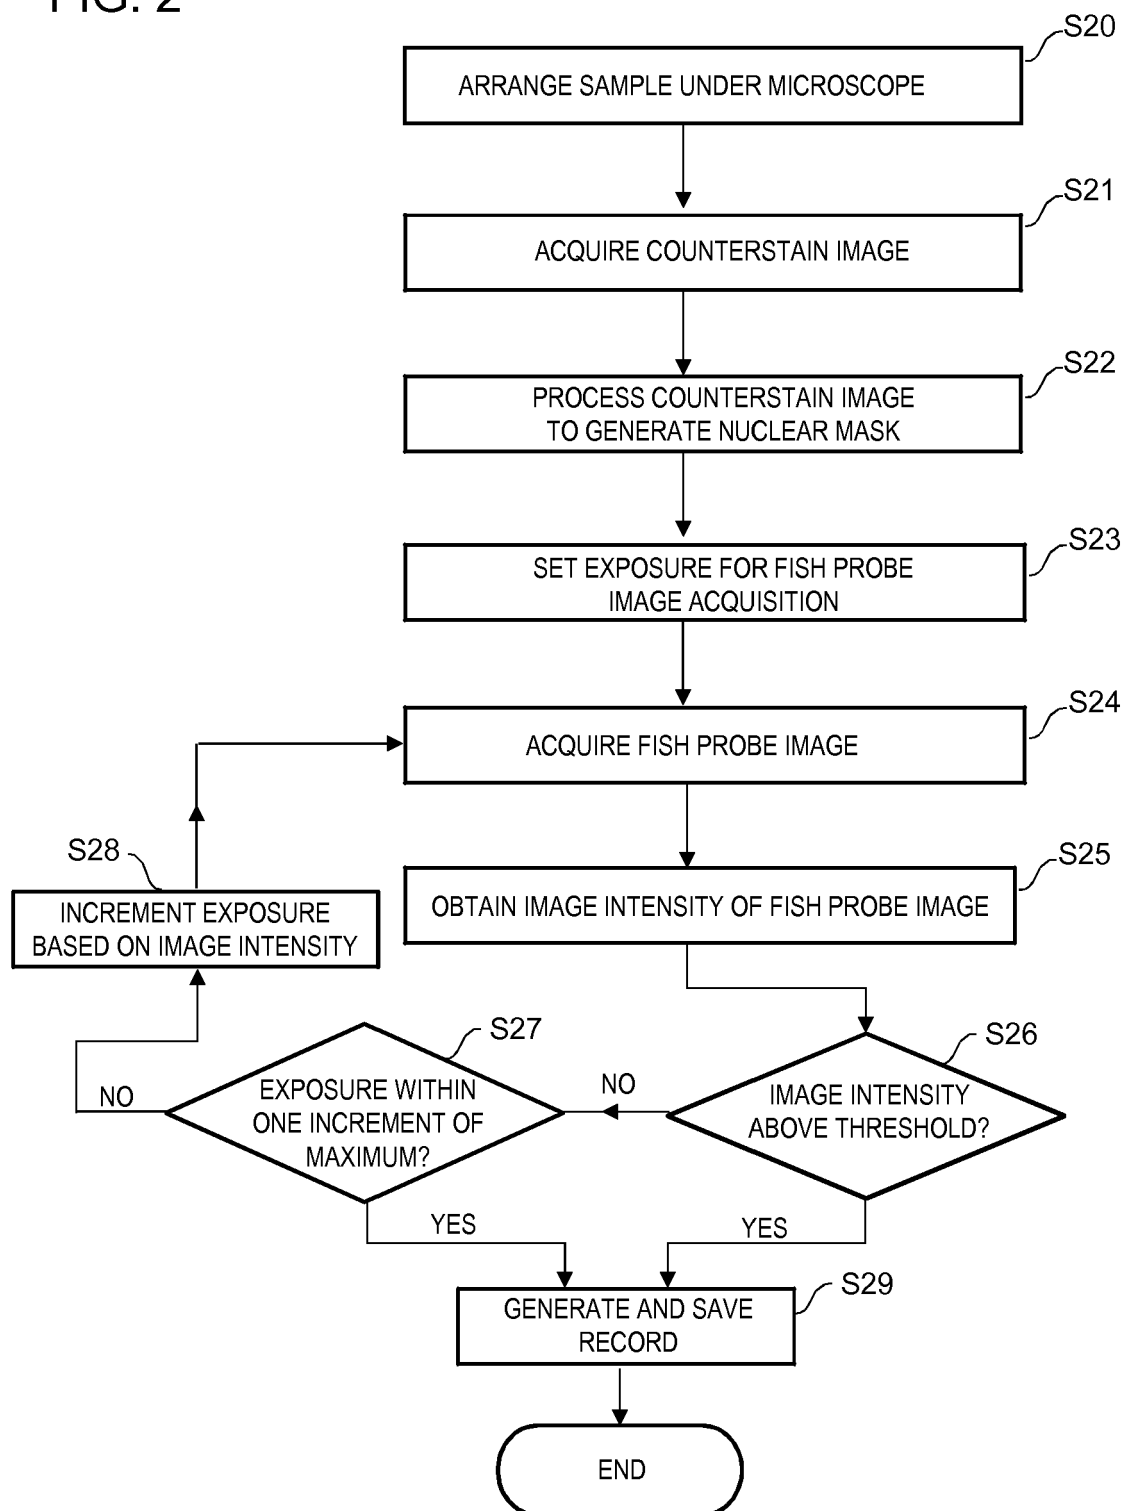 FIG. 2
S20
ARRANGE SAMPLE UNDER MICROSCOPE
S21
ACQUIRE COUNTERSTAIN IMAGE
S22
PROCESS COUNTERSTAIN IMAGE
TO GENERATE NUCLEAR MASK
S23
SET EXPOSURE FOR FISH PROBE
IMAGE ACQUISITION
S24
ACQUIRE FISH PROBE IMAGE
S28
INCREMENT EXPOSURE
BASED ON IMAGE INTENSITY
S25
OBTAIN IMAGE INTENSITY OF FISH PROBE IMAGE
S27
EXPOSURE WITHIN
ONE INCREMENT OF
MAXIMUM?
NO
NO
S26
IMAGE INTENSITY
ABOVE THRESHOLD?
YES
YES
S29
GENERATE AND SAVE
RECORD
END